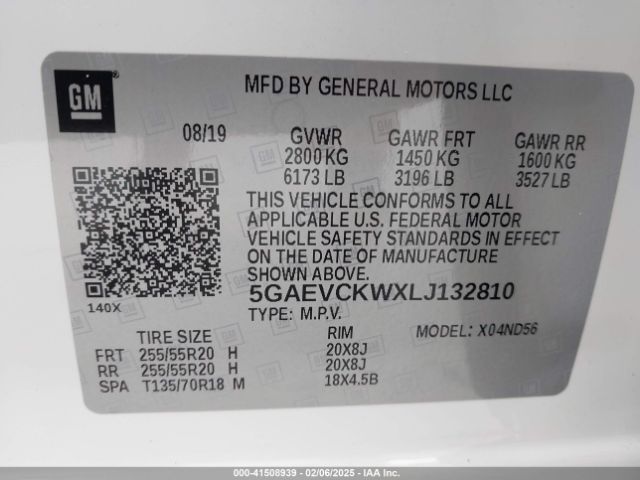 GM
MFD BY GENERAL MOTORS LLC
08/19 GVWR GAWR FRT GAWR RR
2800 KG 1450 KG 1600 KG
6173 LB 3196 LB 3527 LB
THIS VEHICLE CONFORMS TO ALL
APPLICABLE U.S. FEDERAL MOTOR
VEHICLE SAFETY STANDARDS IN EFFECT
ON THE DATE OF MANUFACTURE
SHOWN ABOVE.
140X
5GAEVCKWXLJ132810
TYPE: M.P.V. MODEL: X04ND56
TIRE SIZE RIM
FRT 255/55R20 H 20X8J
RR 255/55R20 H 20X8J
SPA T135/70R18 M 18X4.5B
000-41508939 - 02/06/2025 - IAAI.COM